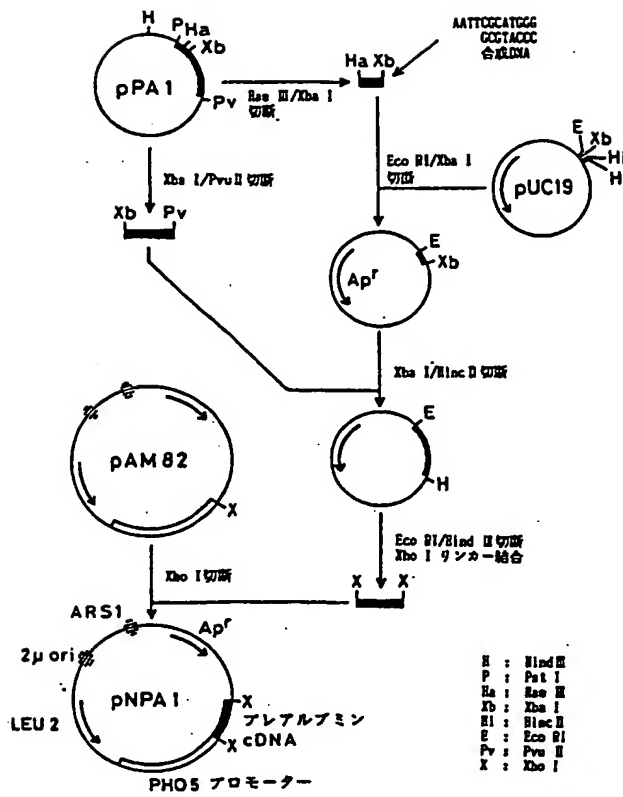 H
P
Ha
Xb
pPA1
Pv
Hae III/Xba I
切断
Ha Xb
AATTCGCATGGG
GCGTACCC
合成DNA
Xba I/Pvu II 切断
Xb Pv
Eco RI/Xba I
切断
E
Xb
Hi
H
pUC19
E
Xb
Apʳ
Xba I/Hinc II 切断
pAM82
X
E
H
Xho I 切断
Eco RI/Hind III 切断
Xho I リンカー結合
X X
ARS1
Apʳ
2μ ori
pNPA1
LEU2
X
プレアルブミン
cDNA
X
PHO5 プロモーター
H : Hind III
P : Pst I
Ha : Hae III
Xb : Xba I
Hi : Hinc II
E : Eco RI
Pv : Pvu II
X : Xho I